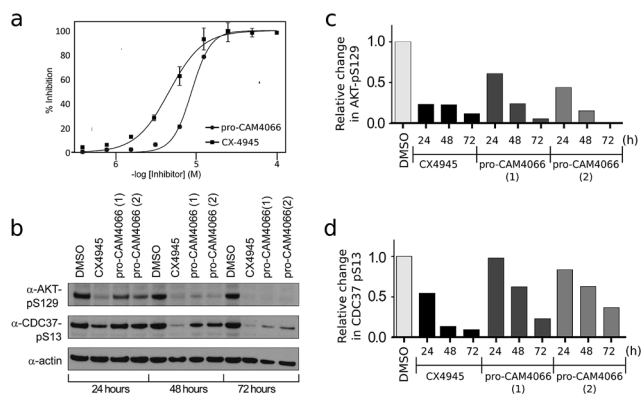 a
100
80
60
40
20
0
% Inhibition
pro-CAM4066
CX-4945
6 5 4
-log [Inhibitor] (M)
b
DMSO CX4945 pro-CAM4066 (1) pro-CAM4066 (2) DMSO CX4945 pro-CAM4066 (1) pro-CAM4066 (2) DMSO CX4945 pro-CAM4066(1) pro-CAM4066(2)
α-AKT-
pS129
α-CDC37-
pS13
α-actin
24 hours 48 hours 72 hours
c
Relative change
in AKT-pS129
1.0
0.5
0.0
DMSO 24 48 72 24 48 72 24 48 72 (h)
CX4945 pro-CAM4066 pro-CAM4066
(1) (2)
d
Relative change
in CDC37 pS13
1.0
0.5
0.0
DMSO 24 48 72 24 48 72 24 48 72 (h)
CX4945 pro-CAM4066 pro-CAM4066
(1) (2)